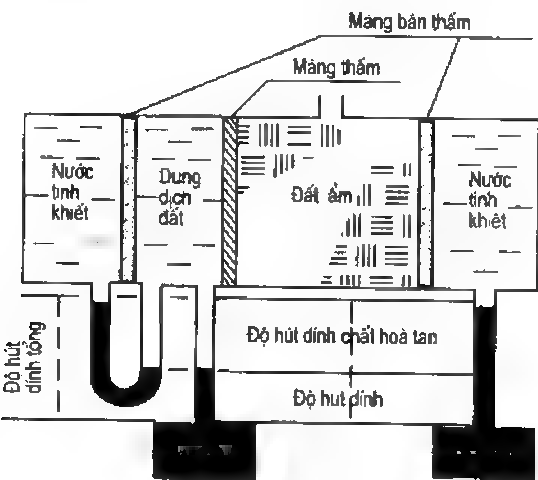 Màng bán thấm
Màng thấm
Nước
tinh
khiết
Dung
dịch
đất
Đất ẩm
Nước
tinh
khiết
Độ hút
dính tổng
Độ hút dính chất hoà tan
Độ hut dính